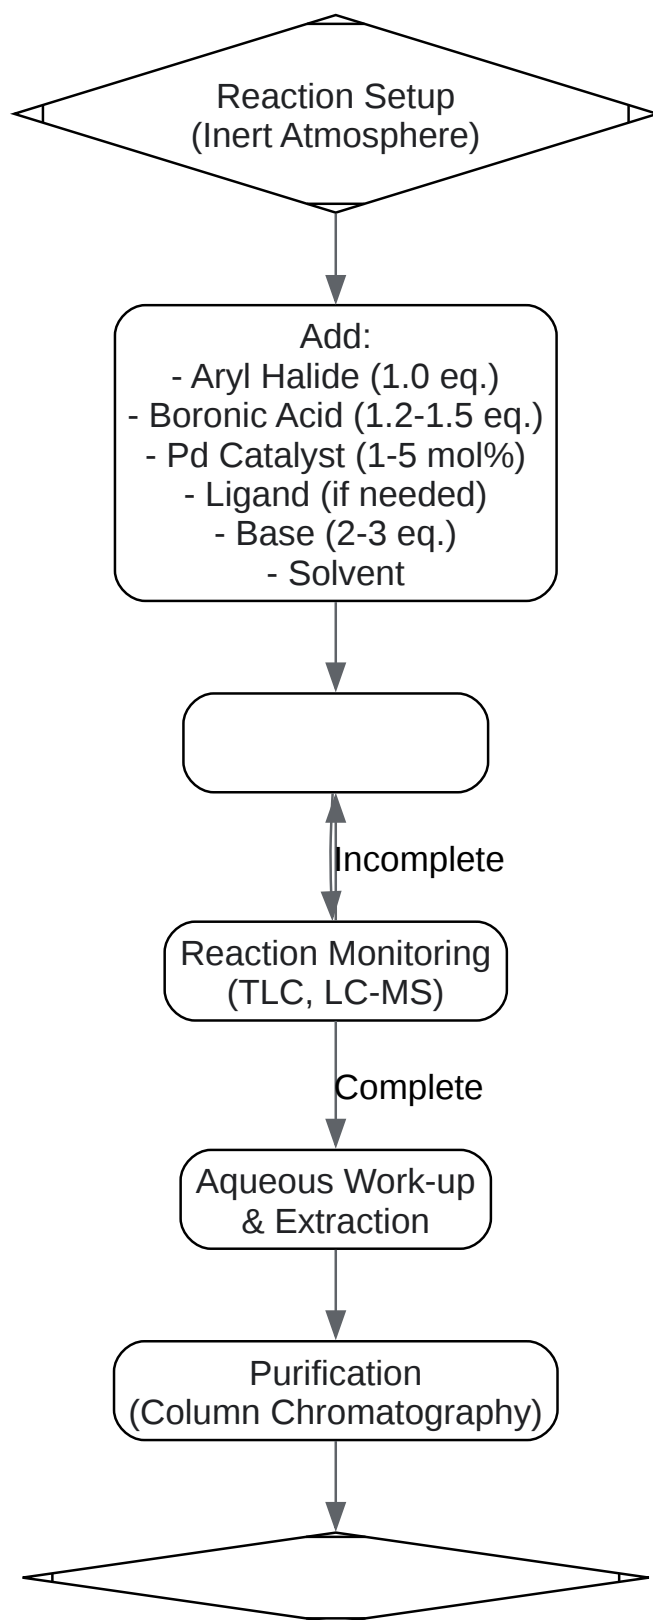 Reaction Setup
(Inert Atmosphere)
Add:
- Aryl Halide (1.0 eq.)
- Boronic Acid (1.2-1.5 eq.)
- Pd Catalyst (1-5 mol%)
- Ligand (if needed)
- Base (2-3 eq.)
- Solvent
Incomplete
Reaction Monitoring
(TLC, LC-MS)
Complete
Aqueous Work-up
& Extraction
Purification
(Column Chromatography)